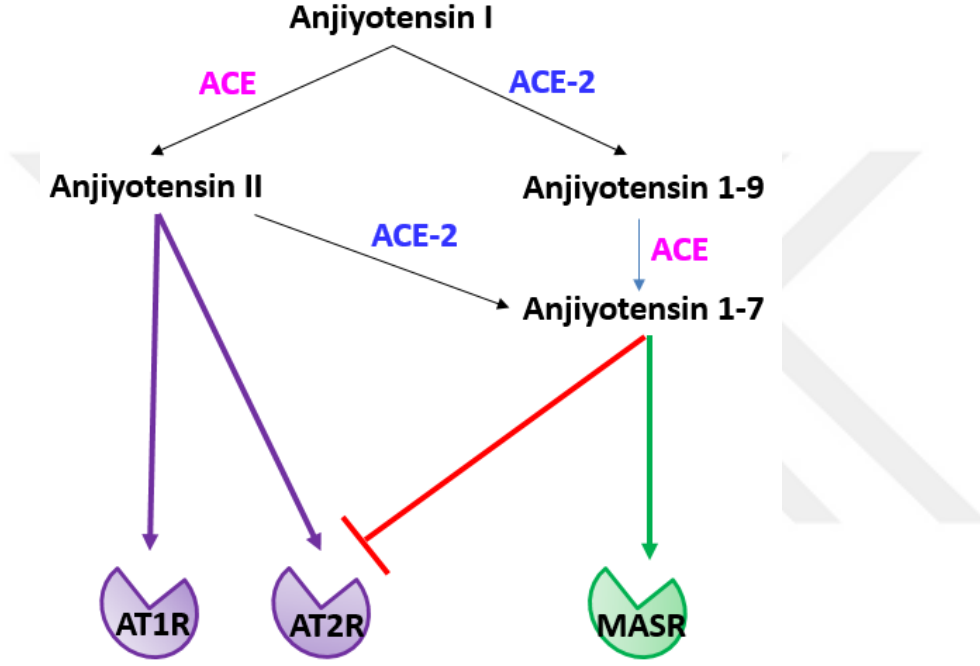 Anjiyotensin I
ACE
ACE-2
Anjiyotensin II
Anjiyotensin 1-9
ACE-2
ACE
Anjiyotensin 1-7
AT1R
AT2R
MASR